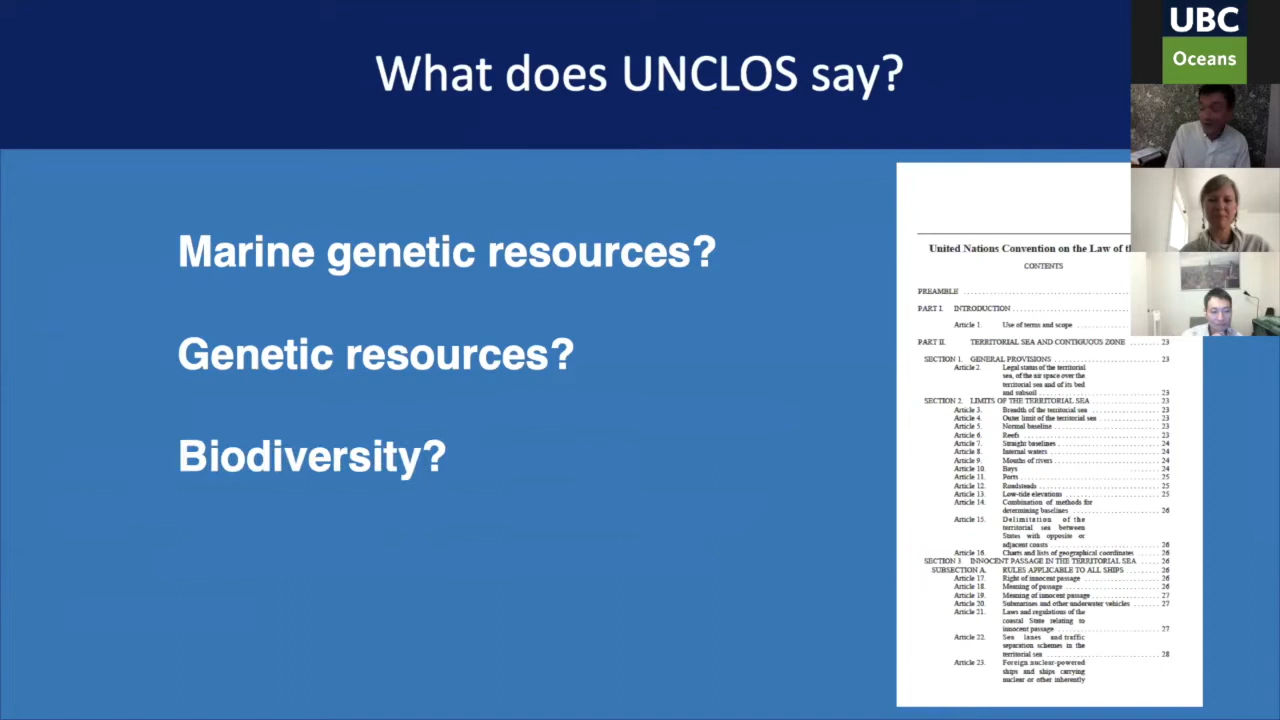 What does UNCLOS say?
UBC
Oceans
Marine genetic resources?
Genetic resources?
Biodiversity?
United Nations Convention on the Law of
CONTENTS
PREAMBLE
PART I. INTRODUCTION
Article 1. Use of terms and scope
PART II. TERRITORIAL SEA AND CONTIGUOUS ZONE 23
SECTION 1. GENERAL PROVISIONS 23
Article 2. Legal status of the territorial
sea, of the air space over the
territorial sea and of its bed
and subsoil 23
SECTION 2. LIMITS OF THE TERRITORIAL SEA 23
Article 3. Breadth of the territorial sea 23
Article 4. Outer limit of the territorial sea 23
Article 5. Normal baseline 23
Article 6. Reefs 23
Article 7. Straight baselines 24
Article 8. Internal waters 24
Article 9. Mouths of rivers 24
Article 10. Bays 24
Article 11. Ports 25
Article 12. Roadsteads 25
Article 13. Low-tide elevations 25
Article 14. Combination of methods for
determining baselines 26
Article 15. Delimitation of the
territorial sea between
States with opposite or
adjacent coasts 26
Article 16. Charts and lists of geographical coordinates 26
SECTION 3. INNOCENT PASSAGE IN THE TERRITORIAL SEA 26
SUBSECTION A. RULES APPLICABLE TO ALL SHIPS 26
Article 17. Right of innocent passage 26
Article 18. Meaning of passage 26
Article 19. Meaning of innocent passage 27
Article 20. Submarines and other underwater vehicles 27
Article 21. Laws and regulations of the
coastal State relating to
innocent passage 27
Article 22. Sea lanes and traffic
separation schemes in the
territorial sea 28
Article 23. Foreign nuclear-powered
ships and ships carrying
nuclear or other inherently